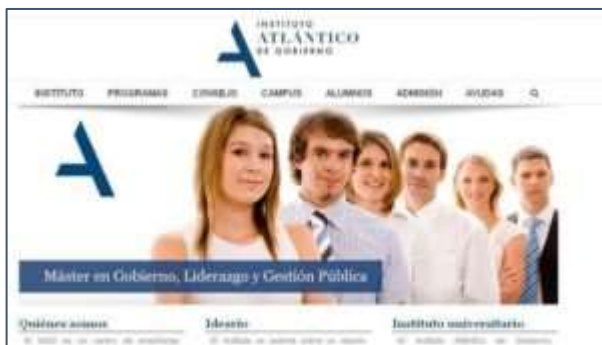 INSTITUTO
ATLÁNTICO
DE GOBIERNO
INSTITUTO PROGRAMAS CONSEJO CAMPUS ALUMNOS ADMISIÓN AYUDAS
Máster en Gobierno, Liderazgo y Gestión Pública
Quiénes somos Ideario Instituto universitario